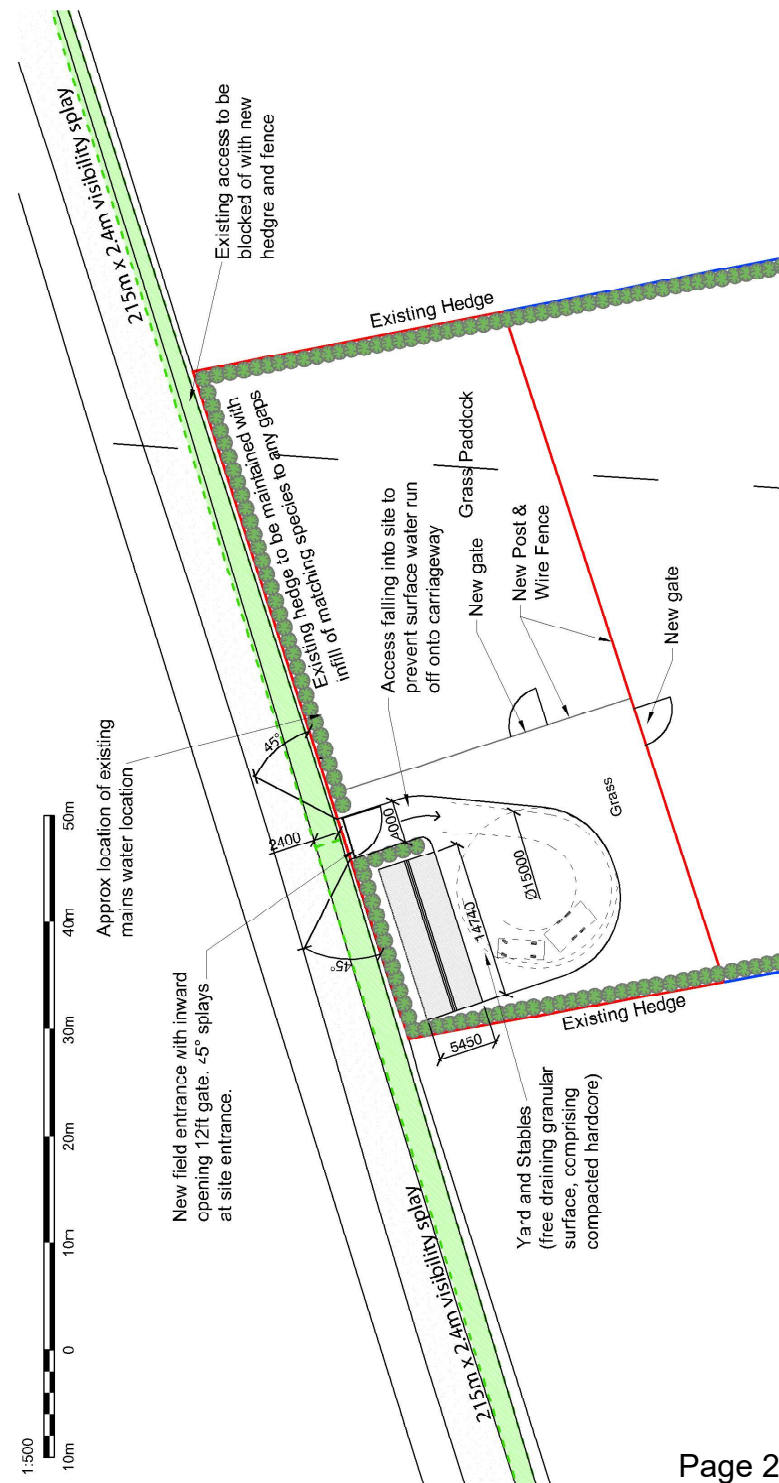 1:500
10m
0
10m
20m
30m
40m
50m
New field entrance with inward
opening 12ft gate. 45° splays
at site entrance.
Approx location of existing
mains water location
215m x 2.4m visibility splay
215m x 2.4m visibility splay
Existing access to be
blocked of with new
hedgre and fence
45°
45°
2400
4000
Existing hedge to be maintained with
infill of matching species to any gaps
Existing Hedge
Access falling into site to
prevent surface water run
off onto carriageway
Grass Paddock
New gate
New Post &
Wire Fence
New gate
Grass
Ø15000
14740
5450
Existing Hedge
Yard and Stables
(free draining granular
surface, comprising
compacted hardcore)
Page 2